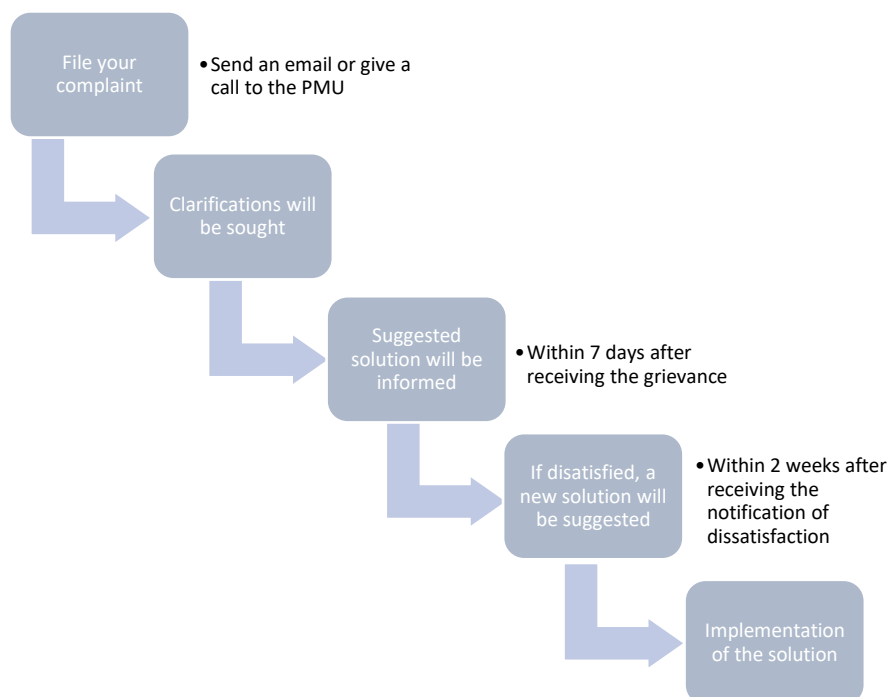 File your
complaint
•Send an email or give a
call to the PMU
Clarifications will
be sought
Suggested
solution will be
informed
•Within 7 days after
receiving the grievance
If disatisfied, a
new solution will
be suggested
•Within 2 weeks after
receiving the
notification of
dissatisfaction
Implementation
of the solution